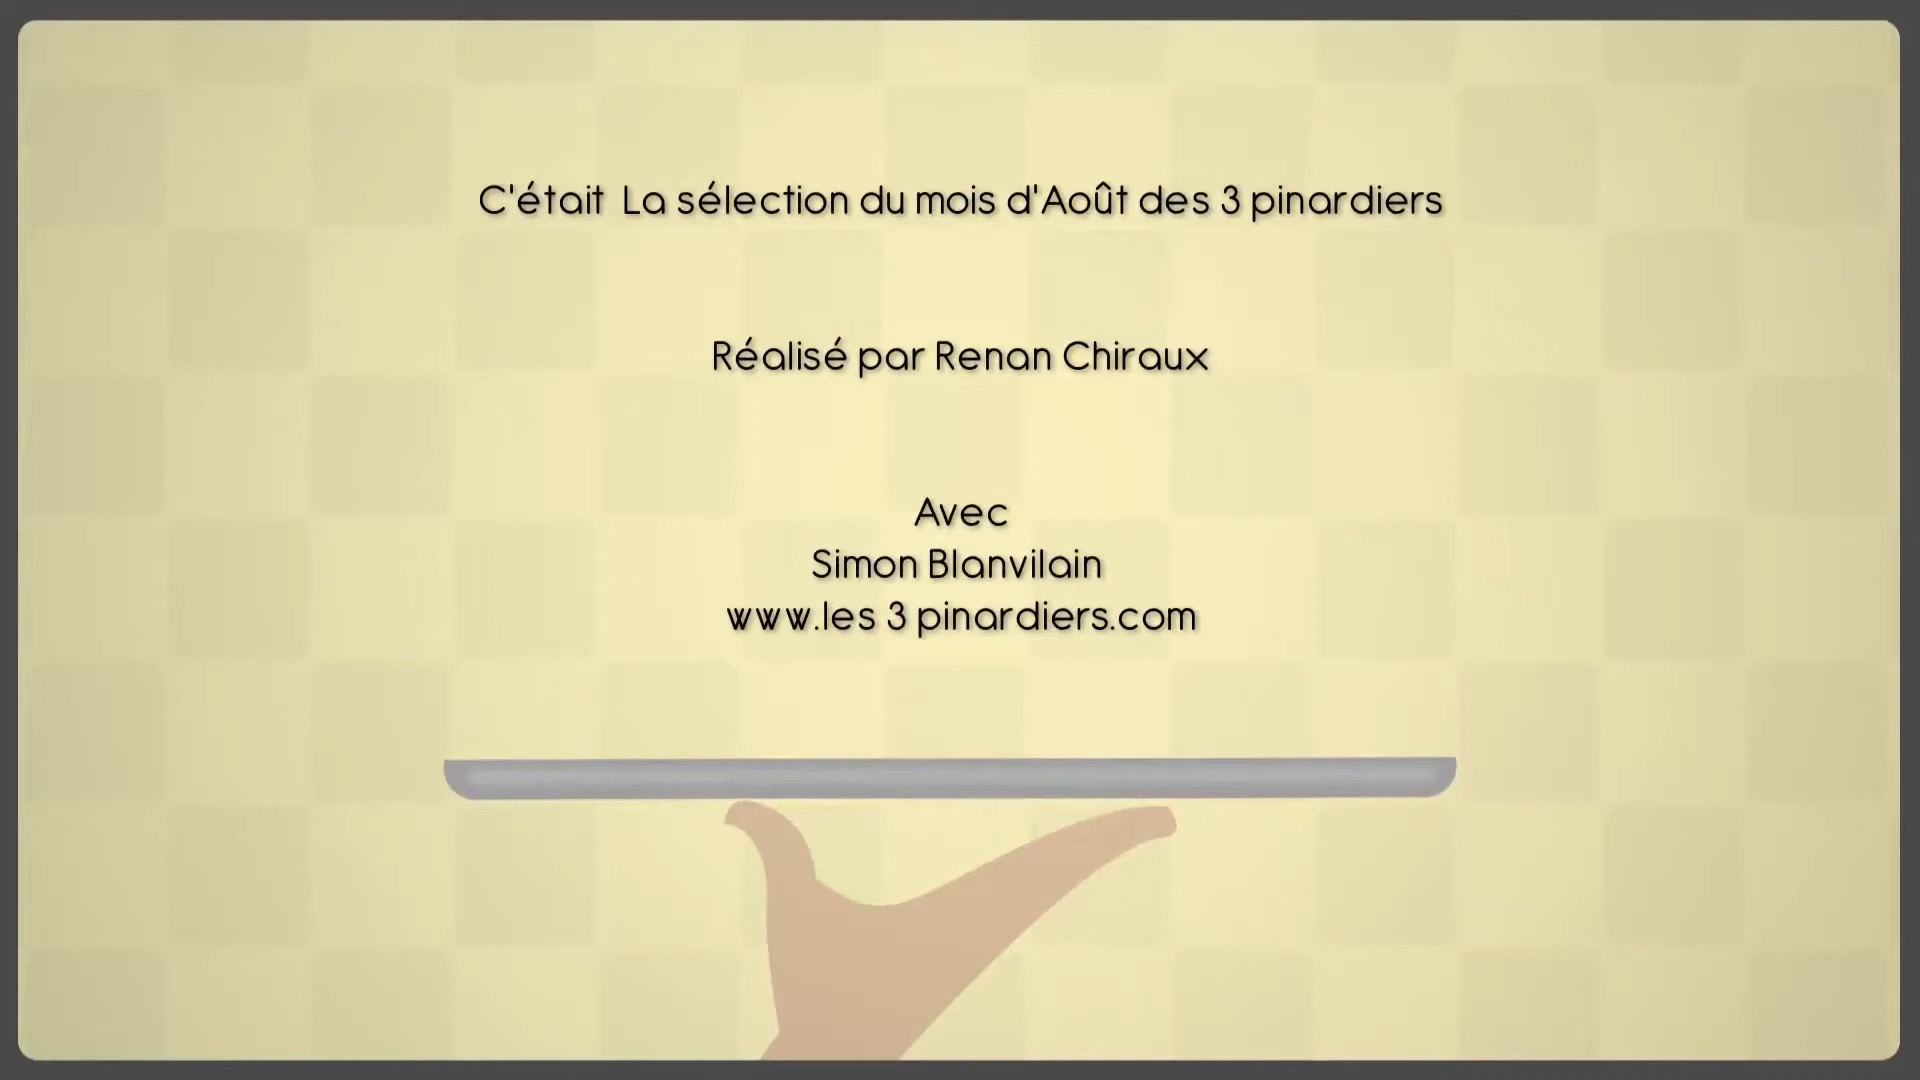 C'était La sélection du mois d'Août des 3 pinardiers
Réalisé par Renan Chiraux
Avec
Simon Blanvilain
www.les 3 pinardiers.com